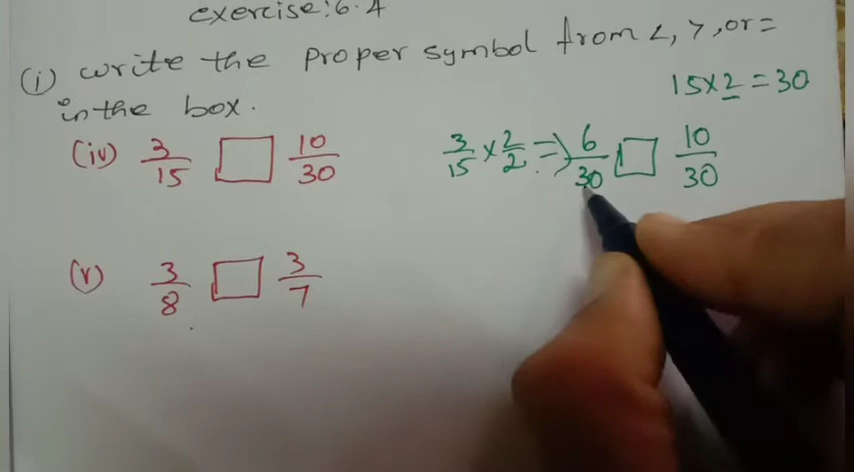 exercise:6.4
(i) write the proper symbol from <, >, or =
in the box.
15×2=30
(iv) 3/15 □ 10/30
3/15 × 2/2 ⇒ 6/30 □ 10/30
(v) 3/8 □ 3/7